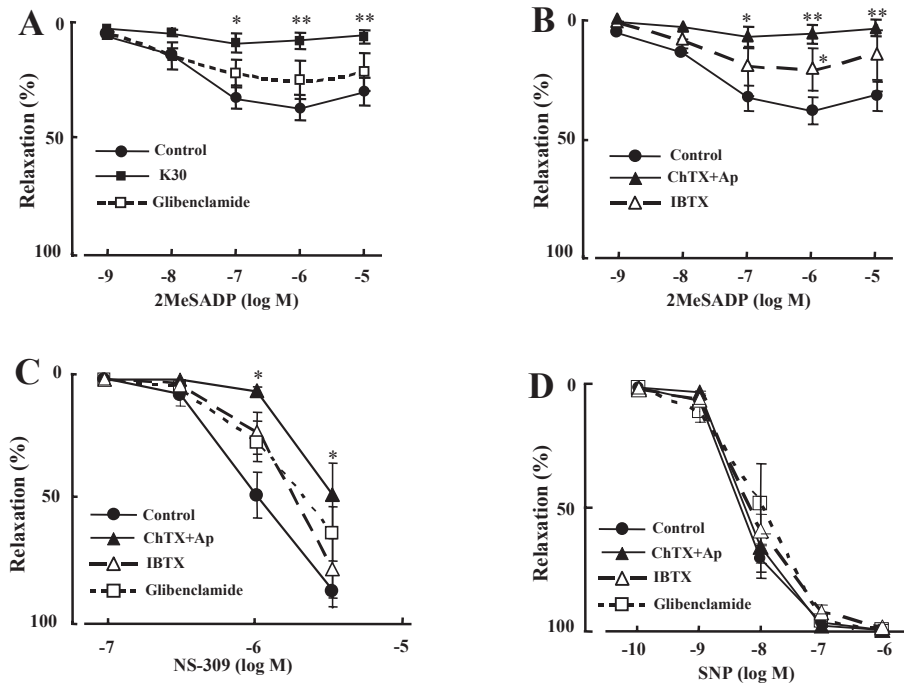 A
0
50
100
Relaxation (%)
* ** **
Control
K30
Glibenclamide
-9 -8 -7 -6 -5
2MeSADP (log M)
B
0
50
100
Relaxation (%)
* ** **
*
Control
ChTX+Ap
IBTX
-9 -8 -7 -6 -5
2MeSADP (log M)
C
0
50
100
Relaxation (%)
*
*
Control
ChTX+Ap
IBTX
Glibenclamide
-7 -6 -5
NS-309 (log M)
D
0
50
100
Relaxation (%)
Control
ChTX+Ap
IBTX
Glibenclamide
-10 -9 -8 -7 -6
SNP (log M)